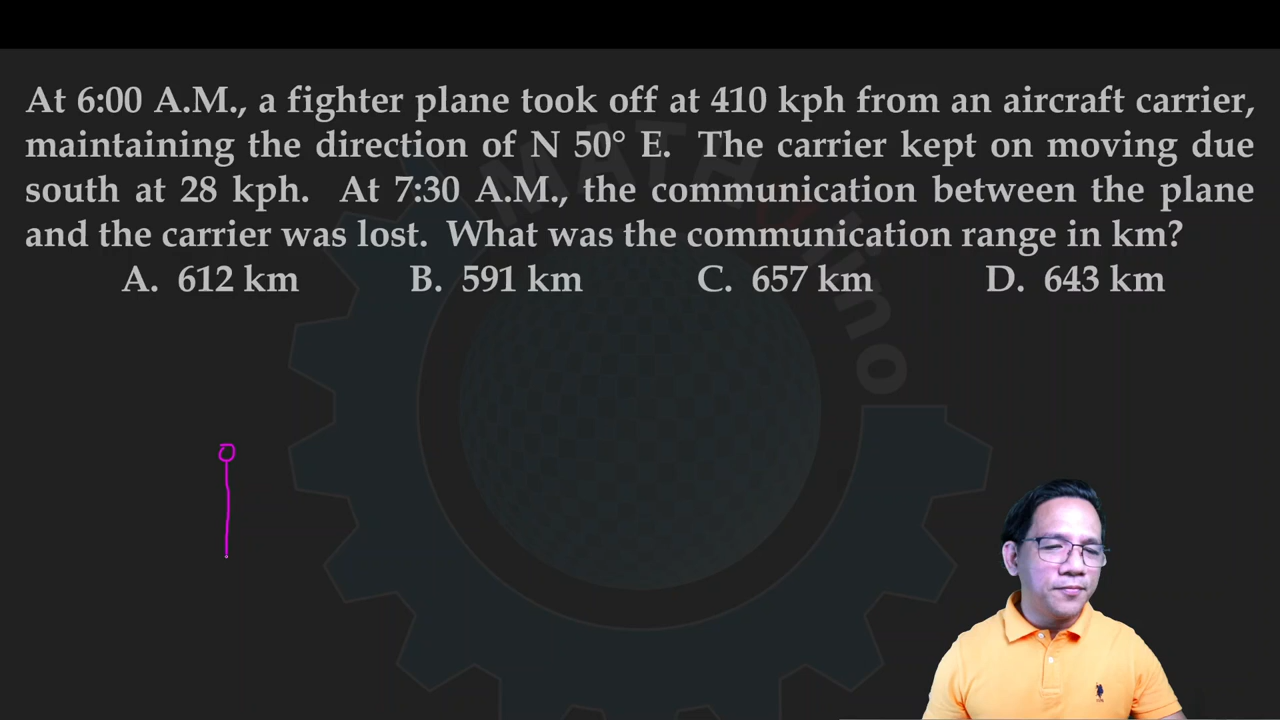 At 6:00 A.M., a fighter plane took off at 410 kph from an aircraft carrier,
maintaining the direction of N 50° E. The carrier kept on moving due
south at 28 kph. At 7:30 A.M., the communication between the plane
and the carrier was lost. What was the communication range in km?
A. 612 km B. 591 km C. 657 km D. 643 km
MATH
lino